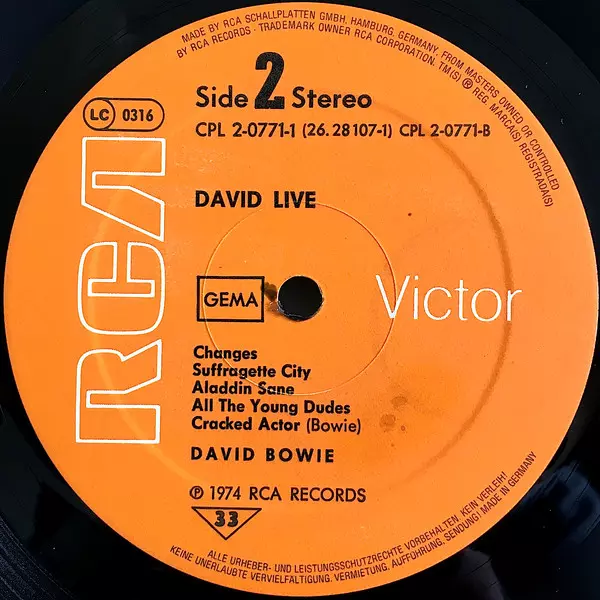 MADE BY RCA SCHALLPLATTEN GMBH, HAMBURG, GERMANY, FROM MASTERS OWNED OR CONTROLLED
BY RCA RECORDS · TRADEMARK OWNER RCA CORPORATION. TM(S) ® REG. MARCA(S) REGISTRADA(S)
Side 2 Stereo
LC 0316
CPL 2-0771-1 (26.28107-1) CPL 2-0771-B
RCA
DAVID LIVE
GEMA
Victor
Changes
Suffragette City
Aladdin Sane
All The Young Dudes
Cracked Actor (Bowie)
DAVID BOWIE
℗ 1974 RCA RECORDS
33
ALLE URHEBER- UND LEISTUNGSSCHUTZRECHTE VORBEHALTEN. KEIN VERLEIH!
KEINE UNERLAUBTE VERVIELFÄLTIGUNG. VERMIETUNG. AUFFÜHRUNG. SENDUNG! MADE IN GERMANY